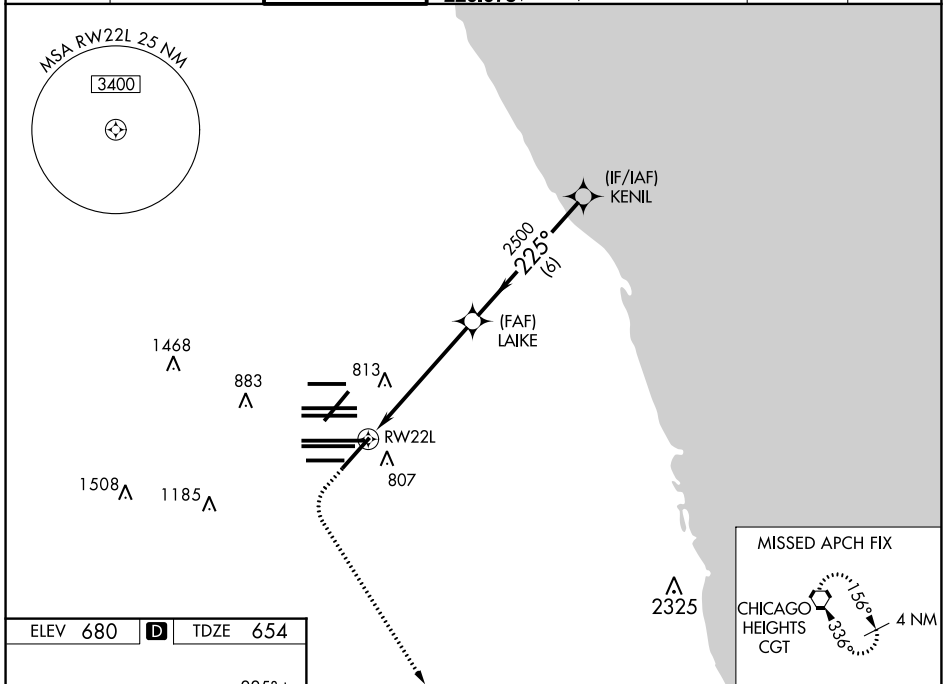 MSA RW22L 25 NM
3400
(IF/IAF)
KENIL
2500
225°
(6)
(FAF)
LAIKE
1468
883
813
RW22L
807
1508
1185
2325
MISSED APCH FIX
CHICAGO
HEIGHTS
CGT
156°
336°
4 NM
ELEV 680 D TDZE 654